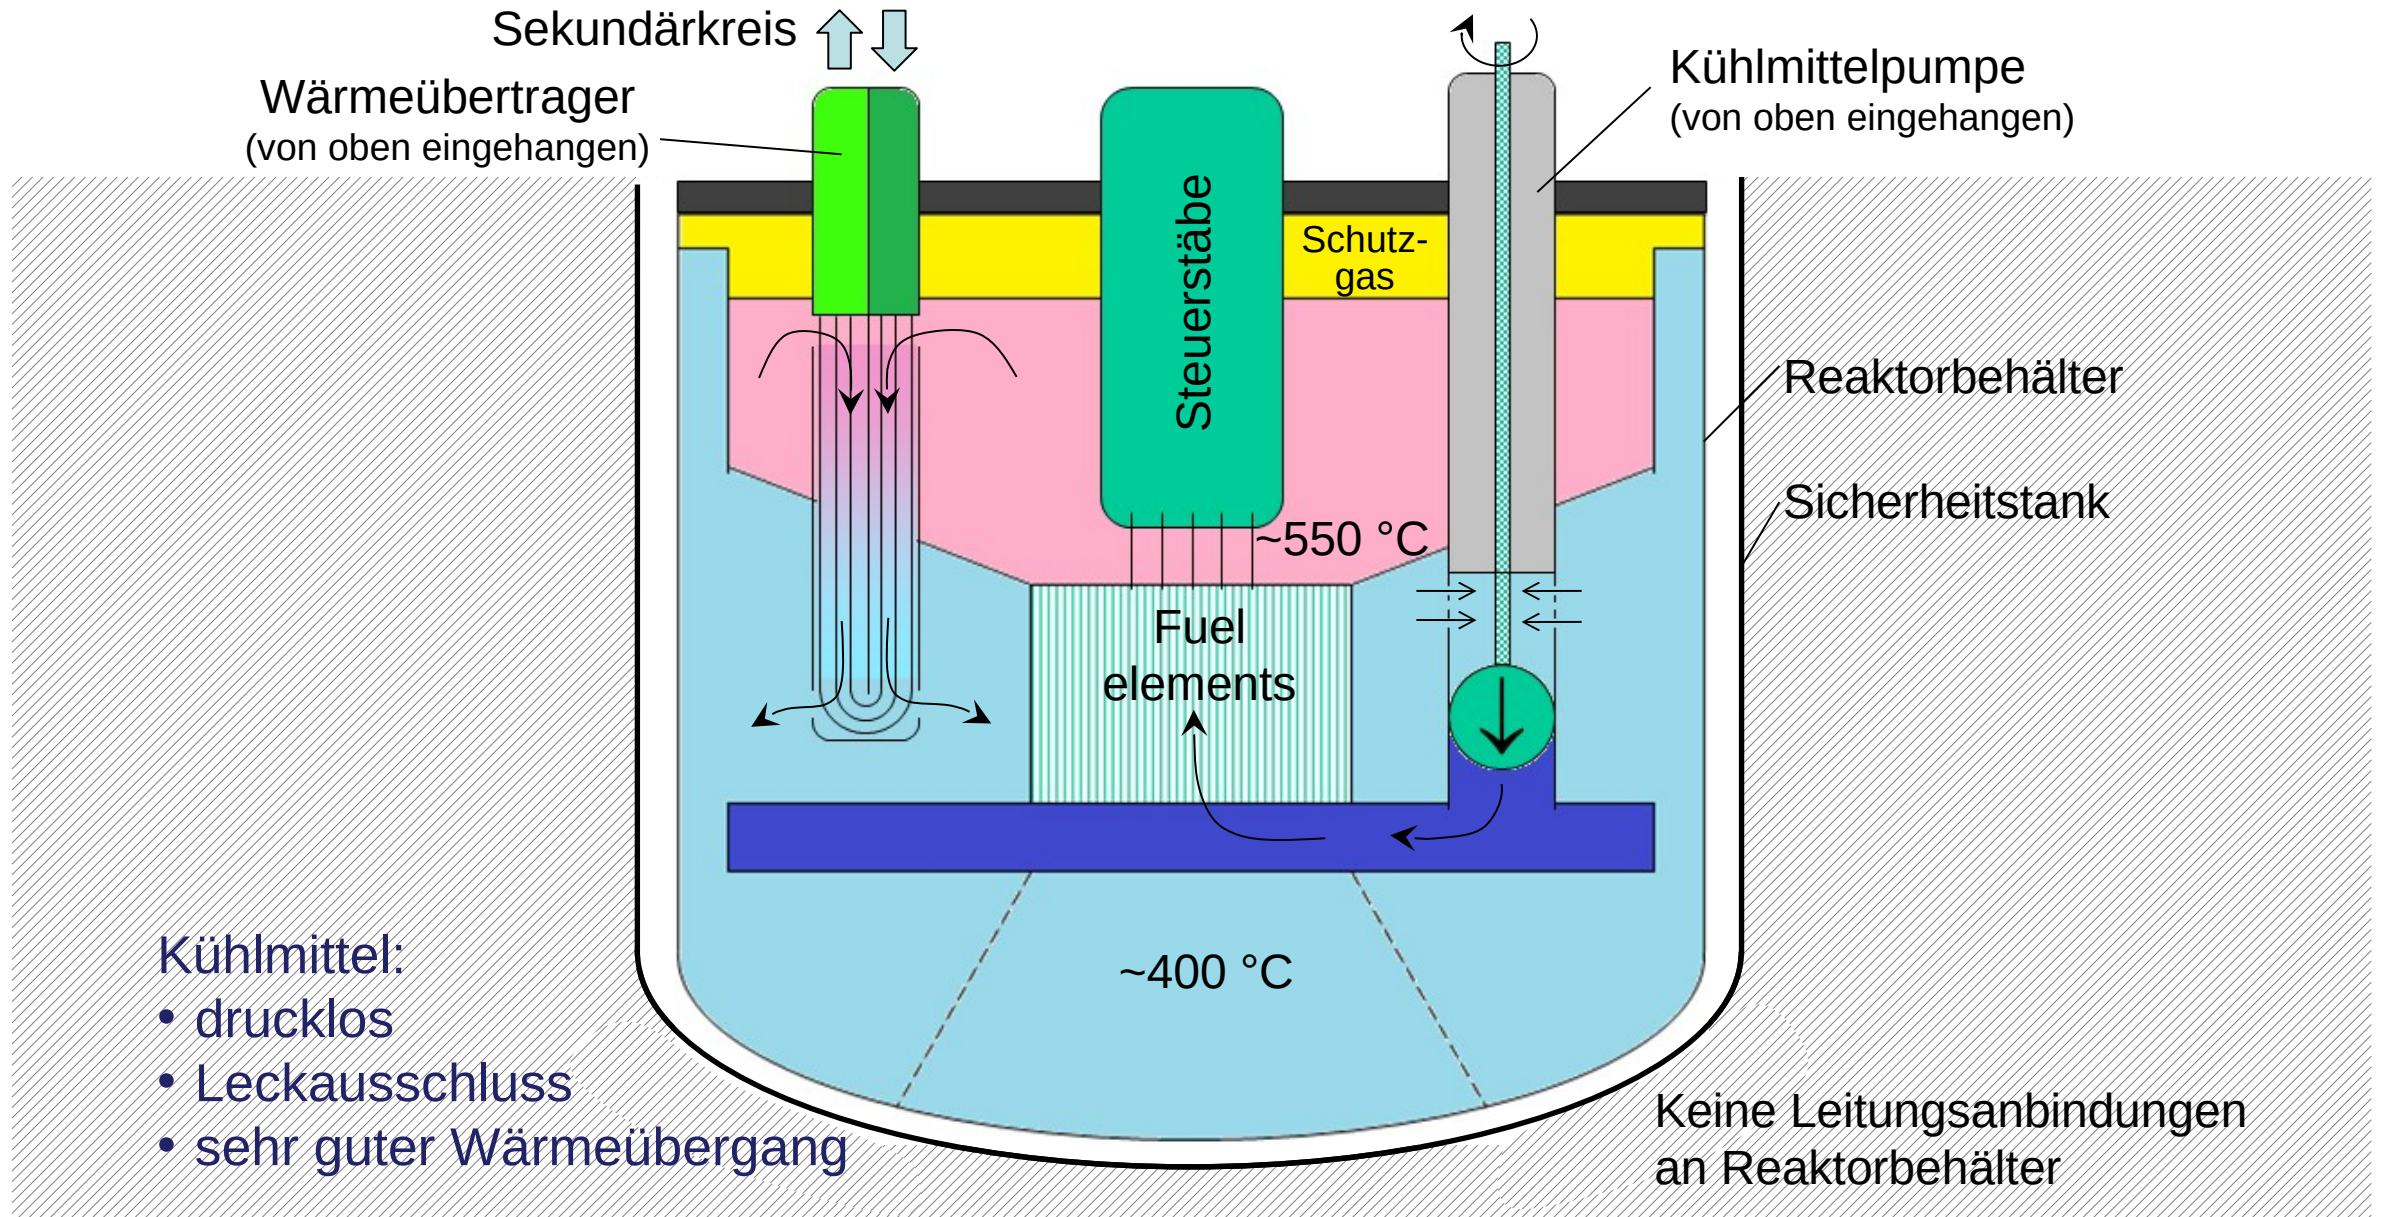 Sekundärkreis
Wärmeübertrager
(von oben eingehangen)
Kühlmittelpumpe
(von oben eingehangen)
Steuerstäbe
Schutz-
gas
Reaktorbehälter
Sicherheitstank
~550 °C
Fuel
elements
~400 °C
Kühlmittel:
• drucklos
• Leckausschluss
• sehr guter Wärmeübergang
Keine Leitungsanbindungen
an Reaktorbehälter